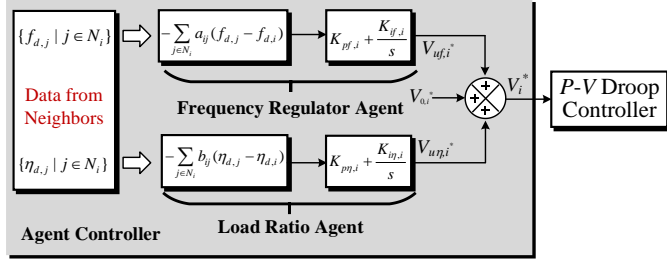 {f_{d,j} | j∈N_i}
Data from
Neighbors
{η_{d,j} | j∈N_i}
−∑_{j∈N_i} a_{ij}(f_{d,j} − f_{d,i})
K_{pf,i} + K_{if,i}/s
V_{uf,i^*}
Frequency Regulator Agent
V_{0,i^*}
+ + +
V_i^*
P-V Droop
Controller
−∑_{j∈N_i} b_{ij}(η_{d,j} − η_{d,i})
K_{pη,i} + K_{iη,i}/s
V_{uη,i^*}
Load Ratio Agent
Agent Controller